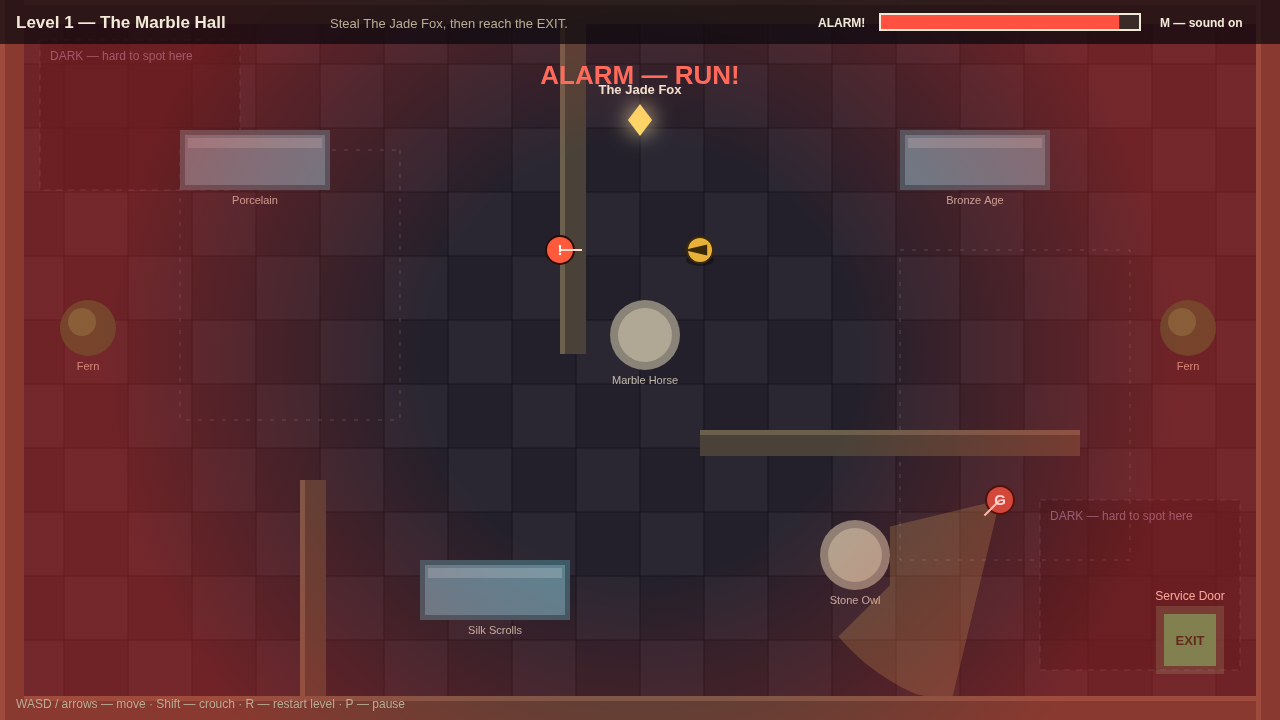 Level 1 — The Marble Hall
Steal The Jade Fox, then reach the EXIT.
ALARM!
M — sound on
DARK — hard to spot here
ALARM — RUN!
The Jade Fox
Porcelain
Bronze Age
!
Fern
Fern
Marble Horse
G
DARK — hard to spot here
Stone Owl
Service Door
EXIT
Silk Scrolls
WASD / arrows — move · Shift — crouch · R — restart level · P — pause